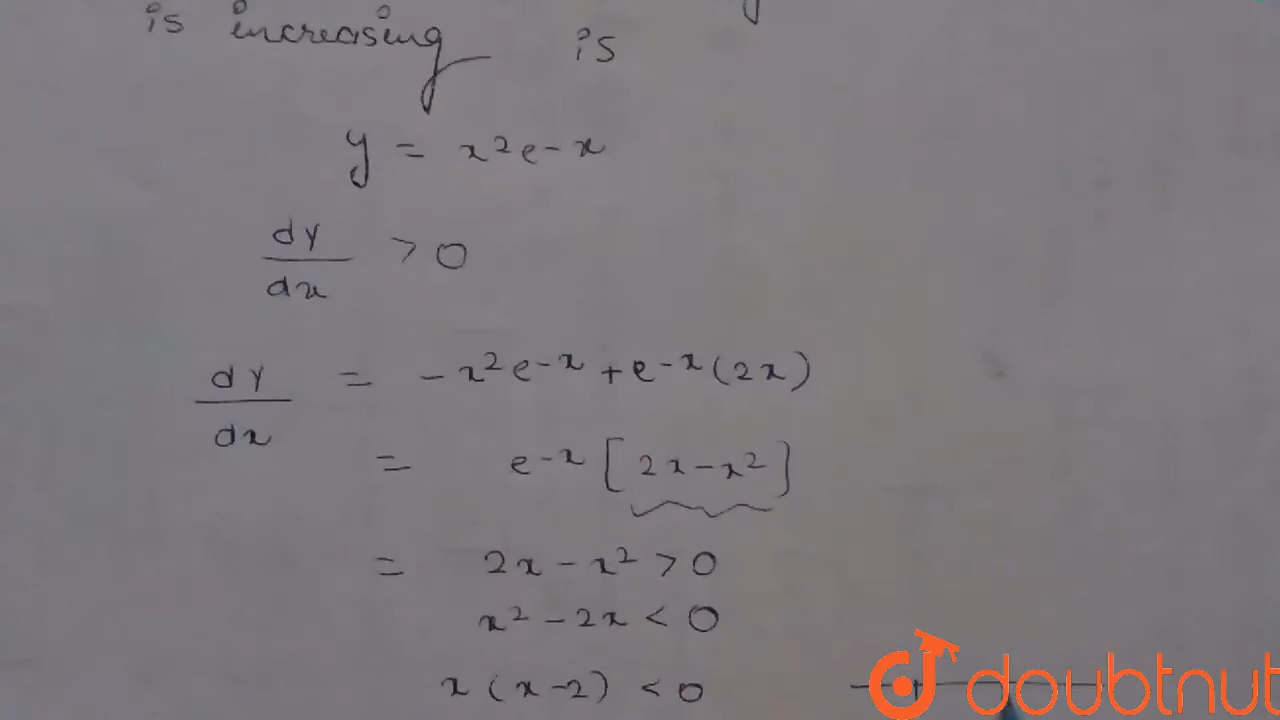 is increasing is
y = x²e-x
dy/dx > 0
dy/dx = -x²e-x + e-x(2x)
= e-x [2x-x²]
= 2x-x² > 0
x²-2x < 0
x(x-2) < 0
doubtnut